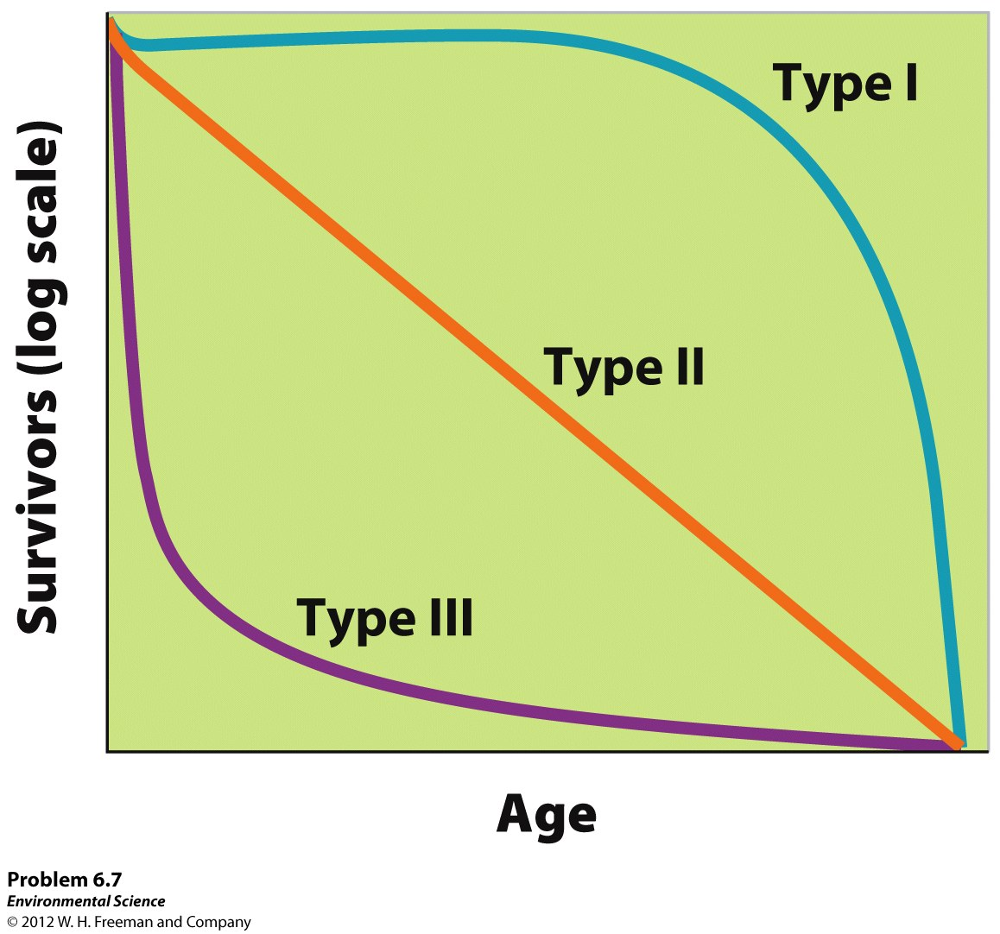 Type I
Survivors (log scale)
Type II
Type III
Age
Problem 6.7
Environmental Science
© 2012 W. H. Freeman and Company